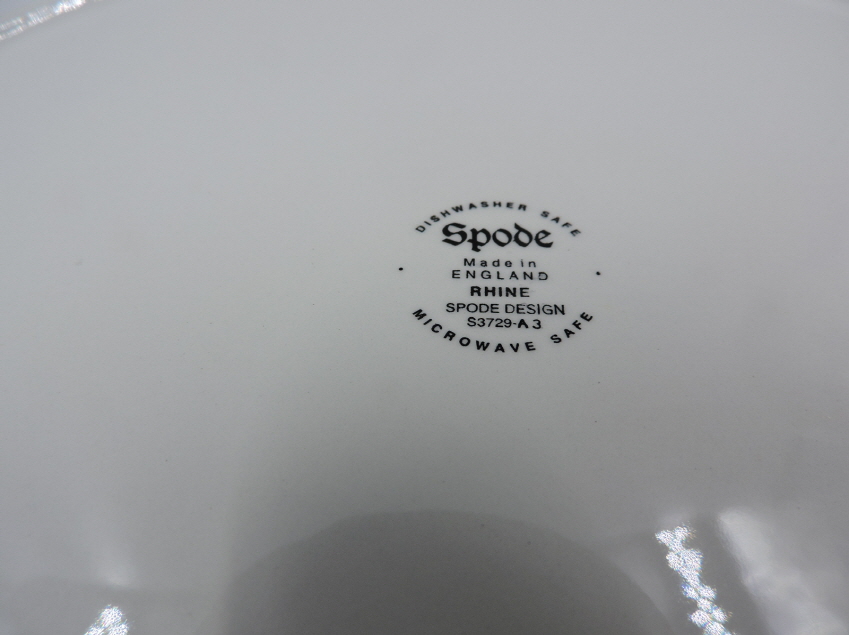 DISHWASHER SAFE
Spode
Made in
ENGLAND
RHINE
SPODE DESIGN
S3729-A3
MICROWAVE SAFE